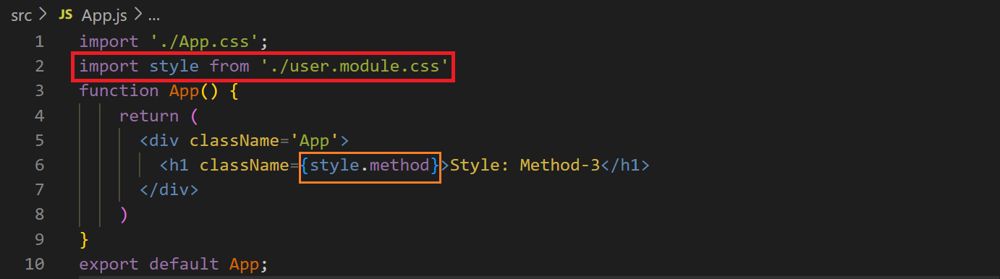 src > JS App.js > ...
1 import './App.css';
2 import style from './user.module.css'
3 function App() {
4 return (
5 <div className='App'>
6 <h1 className={style.method}>Style: Method-3</h1>
7 </div>
8 )
9 }
10 export default App;